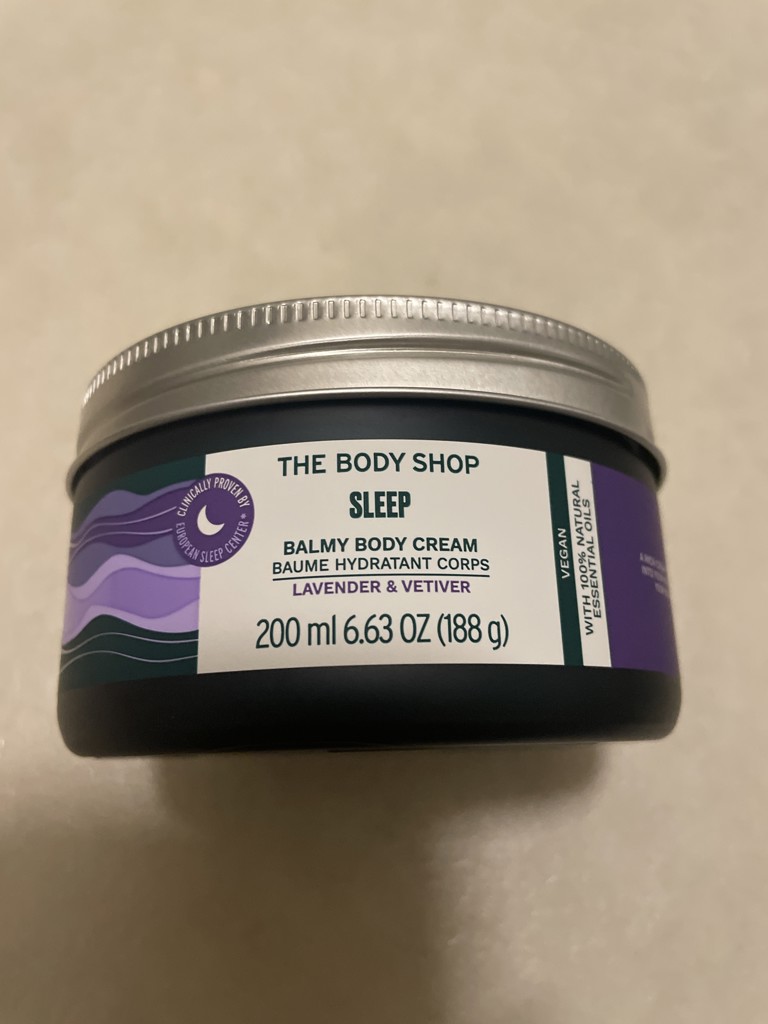 THE BODY SHOP
SLEEP
BALMY BODY CREAM
BAUME HYDRATANT CORPS
LAVENDER & VETIVER
200 ml 6.63 OZ (188 g)
CLINICALLY PROVEN BY
EUROPEAN SLEEP CENTER*
VEGAN
WITH 100% NATURAL
ESSENTIAL OILS